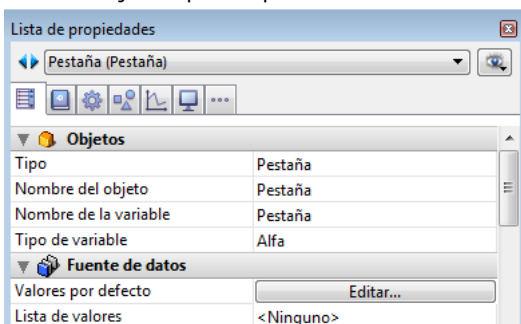 Lista de propiedades
Pestaña (Pestaña)
Objetos
Tipo Pestaña
Nombre del objeto Pestaña
Nombre de la variable Pestaña
Tipo de variable Alfa
Fuente de datos
Valores por defecto Editar...
Lista de valores <Ninguno>